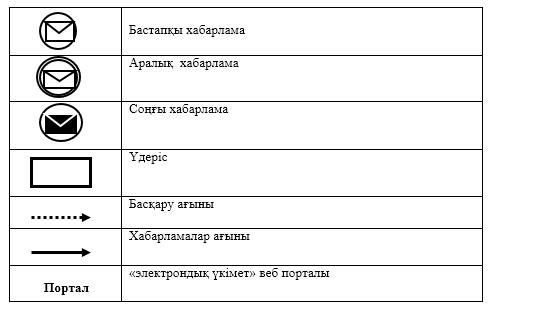 Бастапқы хабарлама
Аралық хабарлама
Соңғы хабарлама
Үдеріс
Басқару ағыны
Хабарламалар ағыны
Портал
«электрондық үкімет» веб порталы